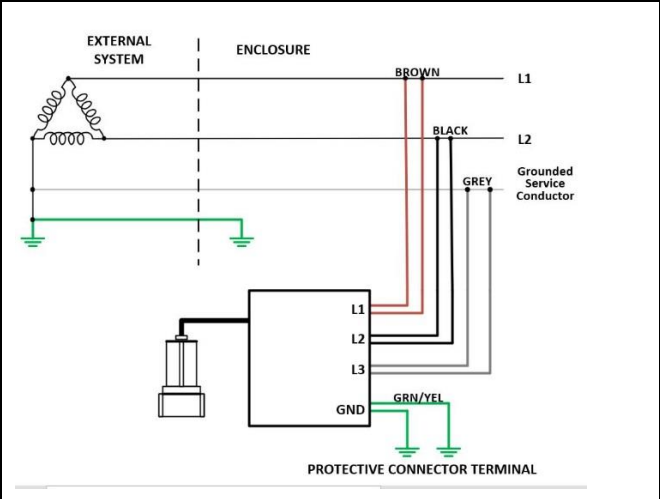 EXTERNAL
SYSTEM
ENCLOSURE
BROWN
L1
BLACK
L2
Grounded
Service
Conductor
GREY
L1
L2
L3
GRN/YEL
GND
PROTECTIVE CONNECTOR TERMINAL